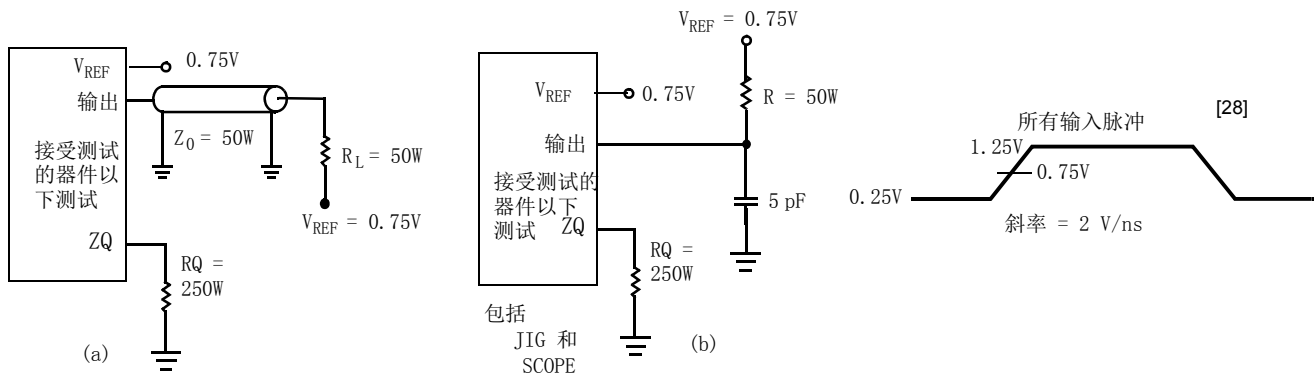 V_REF
0.75V
输出
Z_0 = 50W
接受测试
的器件以
下测试
R_L = 50W
V_REF = 0.75V
ZQ
RQ =
250W
(a)
V_REF = 0.75V
V_REF
0.75V
R = 50W
输出
接受测试的
器件以下
测试
5 pF
ZQ
RQ =
250W
包括
JIG 和
SCOPE
(b)
[28]
所有输入脉冲
1.25V
0.75V
0.25V
斜率 = 2 V/ns